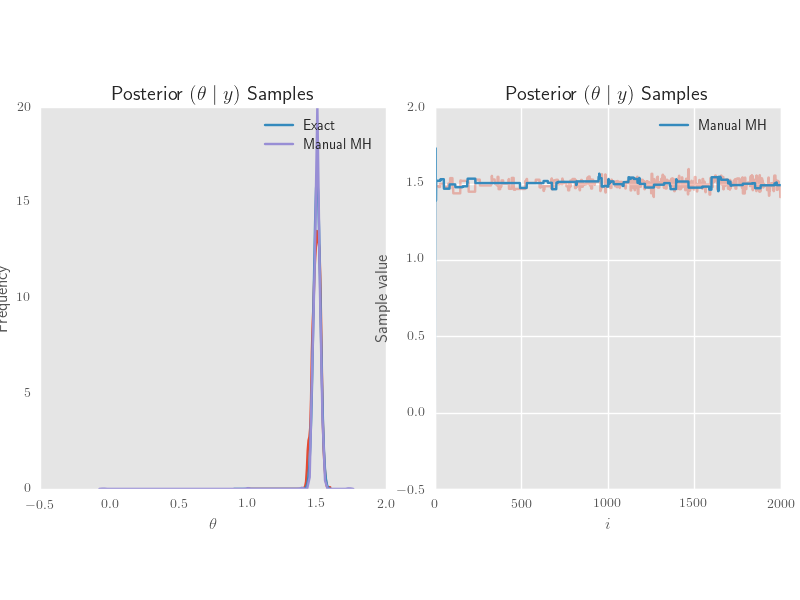 Posterior (θ | y) Samples
20
15
10
5
0
Frequency
−0.5 0.0 0.5 1.0 1.5 2.0
θ
Exact
Manual MH
Posterior (θ | y) Samples
2.0
1.5
1.0
0.5
0.0
−0.5
Sample value
0 500 1000 1500 2000
i
Manual MH